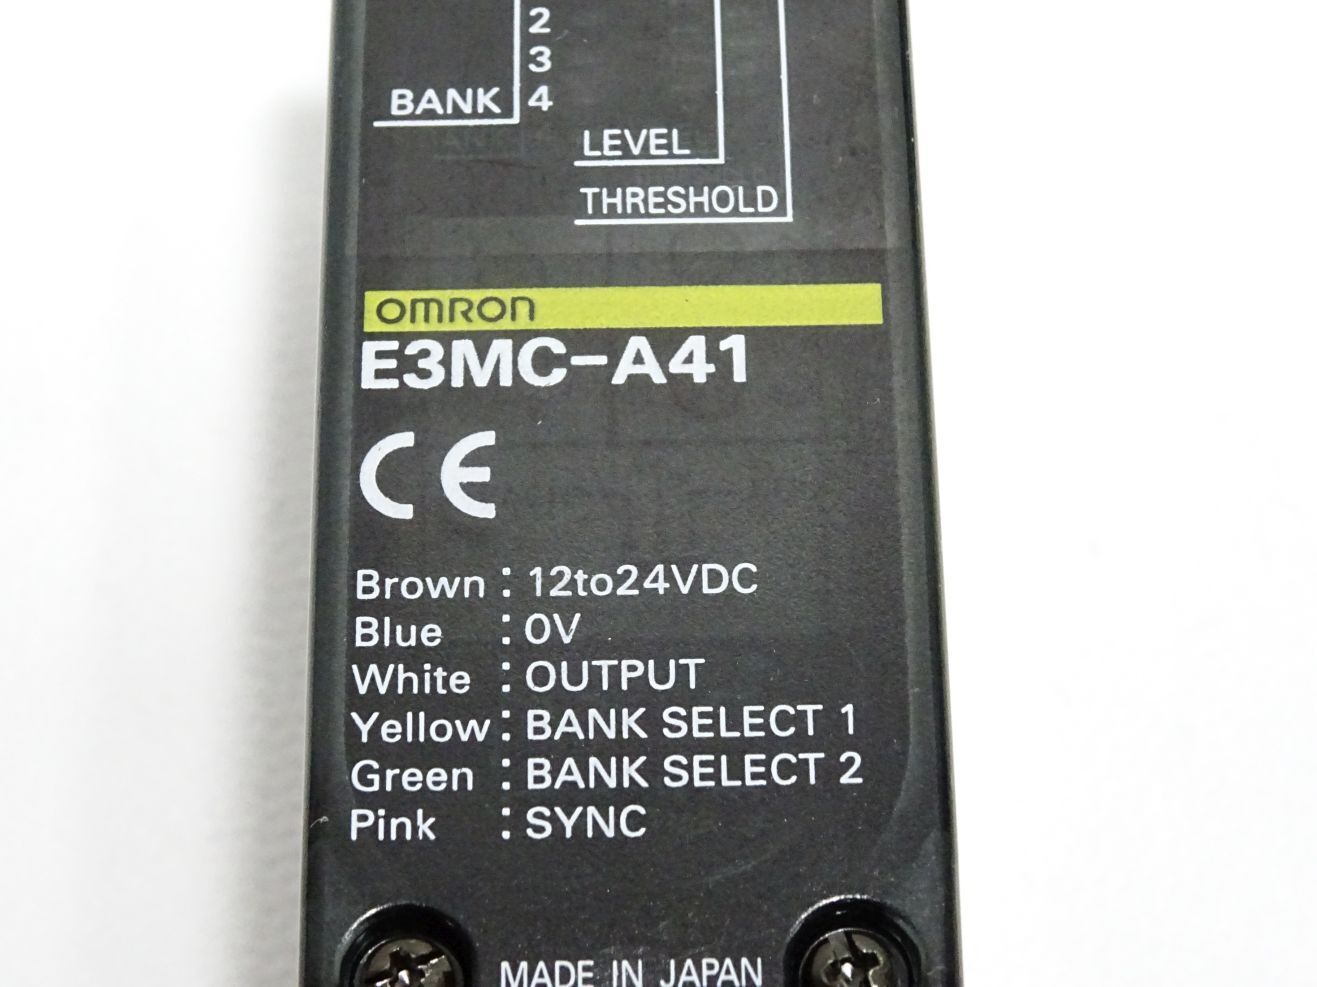 2
3
BANK 4
LEVEL
THRESHOLD
OMRON
E3MC-A41
CE
Brown : 12to24VDC
Blue : 0V
White : OUTPUT
Yellow : BANK SELECT 1
Green : BANK SELECT 2
Pink : SYNC
MADE IN JAPAN